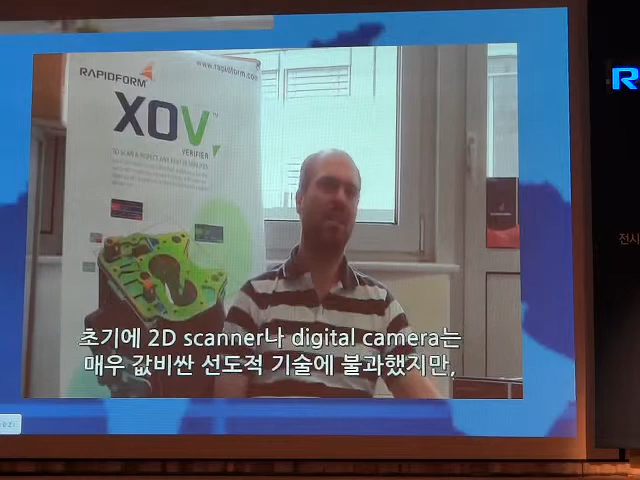 RAPIDFORM
www.rapidform.com
XOV
VERIFIER
초기에 2D scanner나 digital camera는
매우 값비싼 선도적 기술에 불과했지만,
R
전시